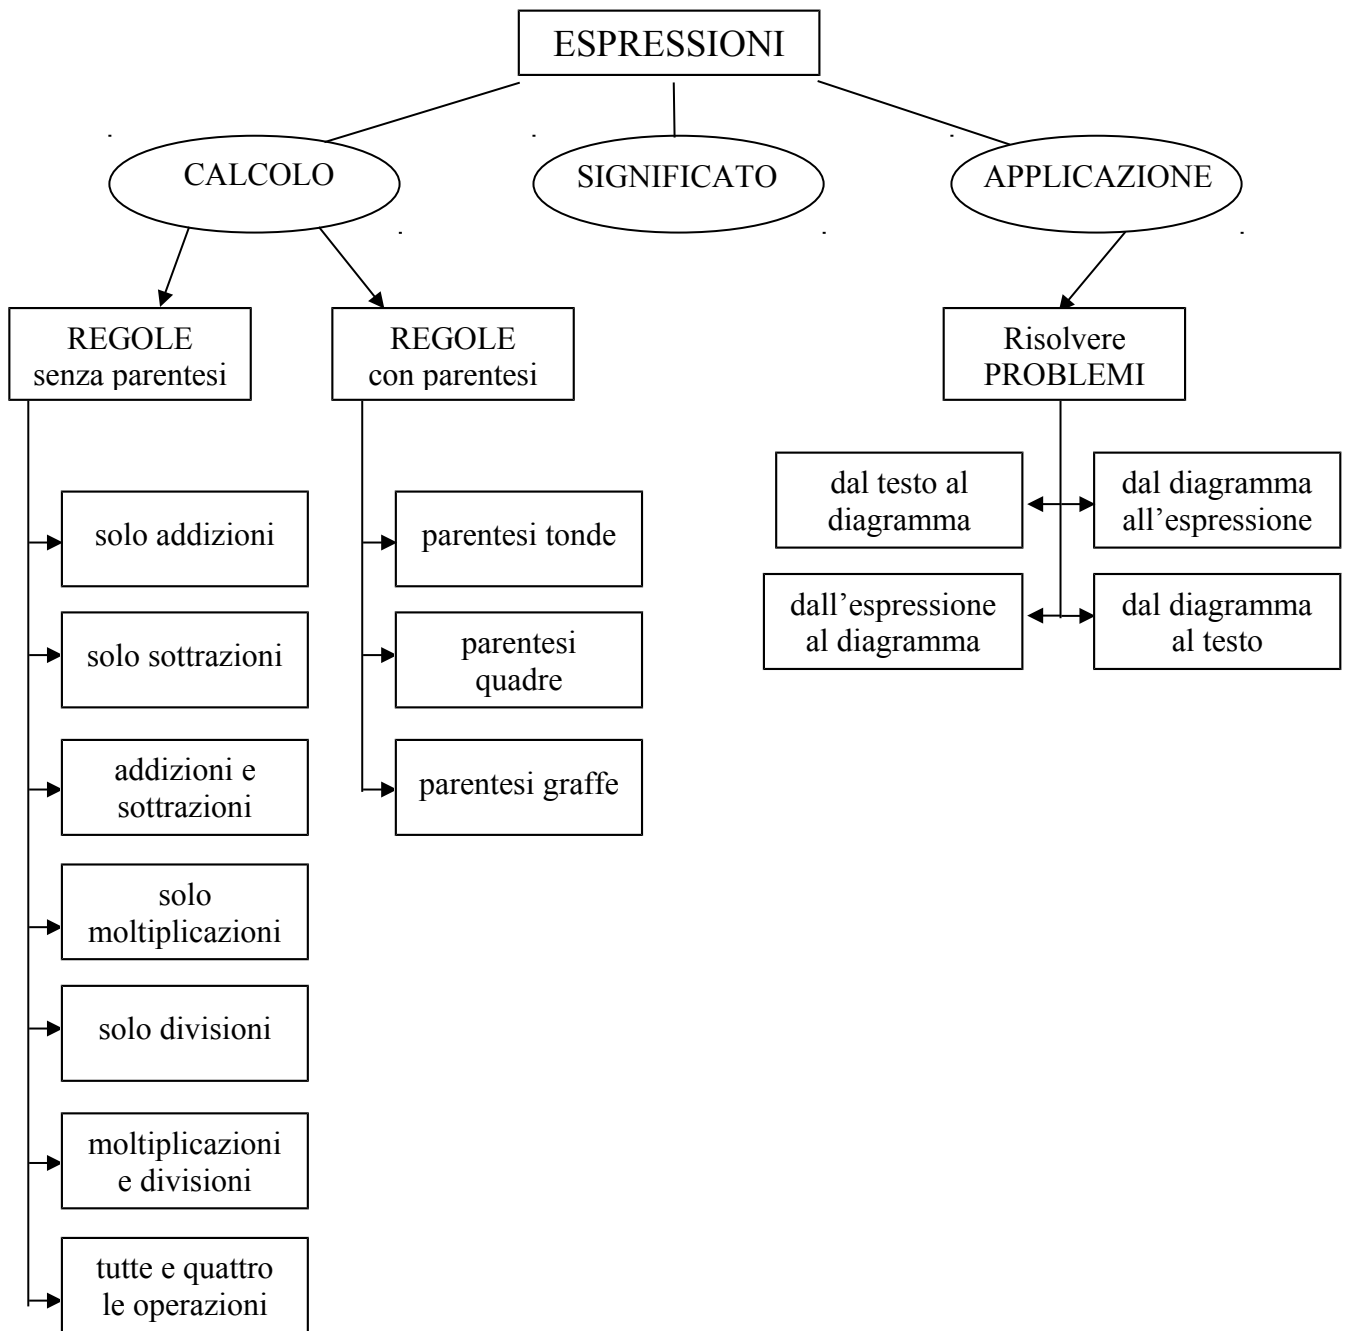 ESPRESSIONI
CALCOLO
SIGNIFICATO
APPLICAZIONE
REGOLE
senza parentesi
REGOLE
con parentesi
Risolvere
PROBLEMI
solo addizioni
solo sottrazioni
addizioni e
sottrazioni
solo
moltiplicazioni
solo divisioni
moltiplicazioni
e divisioni
tutte e quattro
le operazioni
parentesi tonde
parentesi
quadre
parentesi graffe
dal testo al
diagramma
dal diagramma
all’espressione
dall’espressione
al diagramma
dal diagramma
al testo